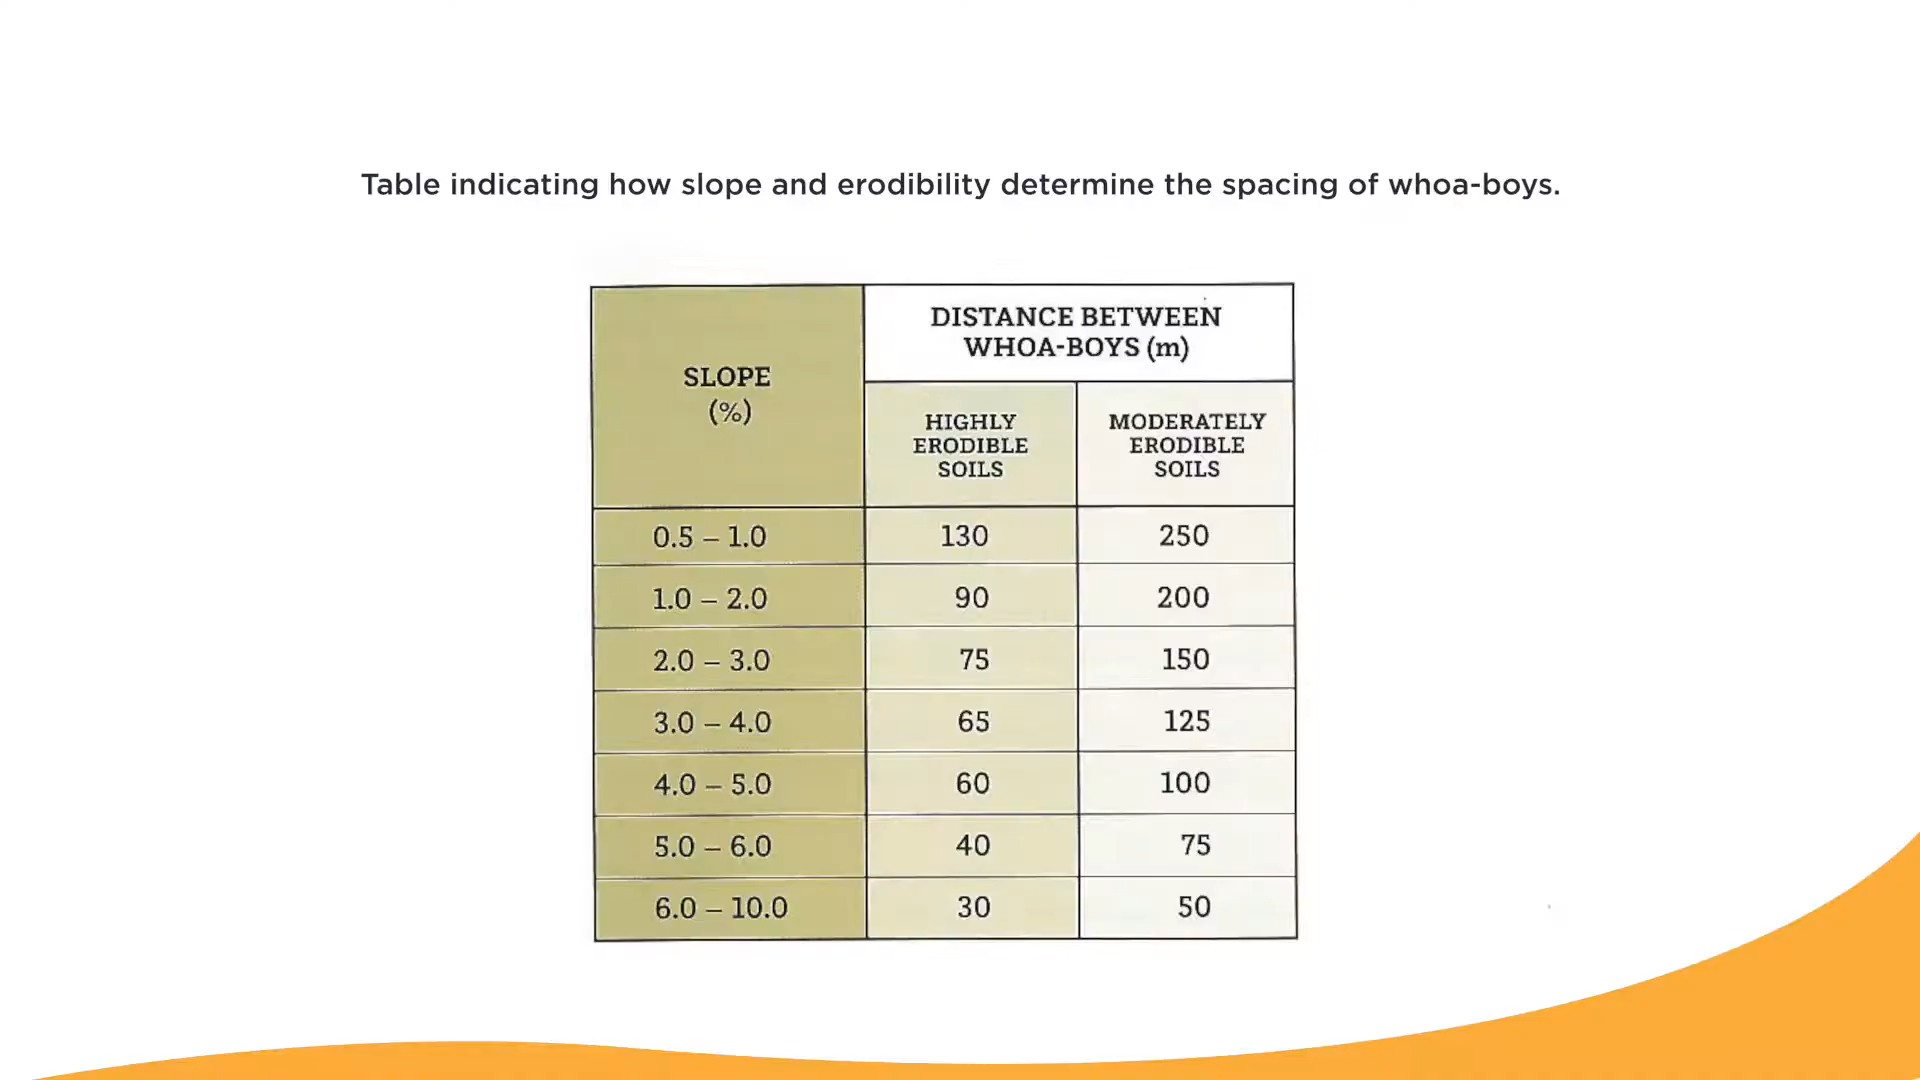 Table indicating how slope and erodibility determine the spacing of whoa-boys.
SLOPE
(%)
DISTANCE BETWEEN
WHOA-BOYS (m)
HIGHLY
ERODIBLE
SOILS
MODERATELY
ERODIBLE
SOILS
0.5 – 1.0 130 250
1.0 – 2.0 90 200
2.0 – 3.0 75 150
3.0 – 4.0 65 125
4.0 – 5.0 60 100
5.0 – 6.0 40 75
6.0 – 10.0 30 50